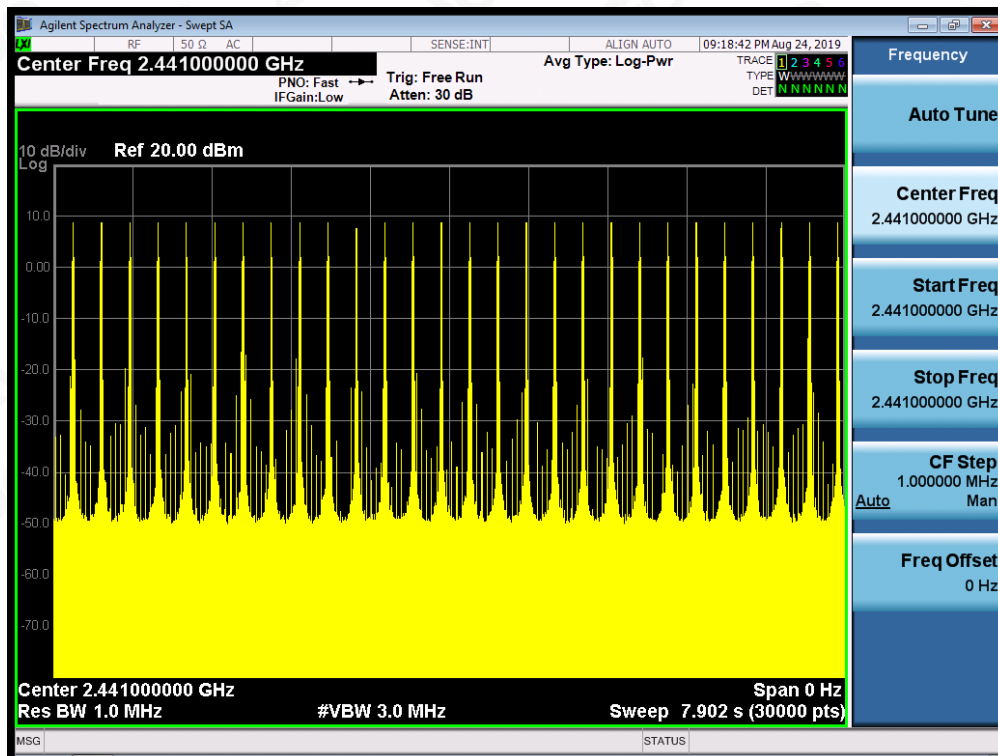 Agilent Spectrum Analyzer - Swept SA
LXI RF 50 Ω AC SENSE:INT ALIGN AUTO 09:18:42 PM Aug 24, 2019
Center Freq 2.441000000 GHz
PNO: Fast
IFGain:Low
Trig: Free Run
Atten: 30 dB
Avg Type: Log-Pwr
TRACE 1 2 3 4 5 6
TYPE WWWWWW
DET N N N N N N
10 dB/div Ref 20.00 dBm
Log
10.0
0.00
-10.0
-20.0
-30.0
-40.0
-50.0
-60.0
-70.0
Center 2.441000000 GHz Span 0 Hz
Res BW 1.0 MHz #VBW 3.0 MHz Sweep 7.902 s (30000 pts)
MSG STATUS
Frequency
Auto Tune
Center Freq
2.441000000 GHz
Start Freq
2.441000000 GHz
Stop Freq
2.441000000 GHz
CF Step
1.000000 MHz
Auto Man
Freq Offset
0 Hz